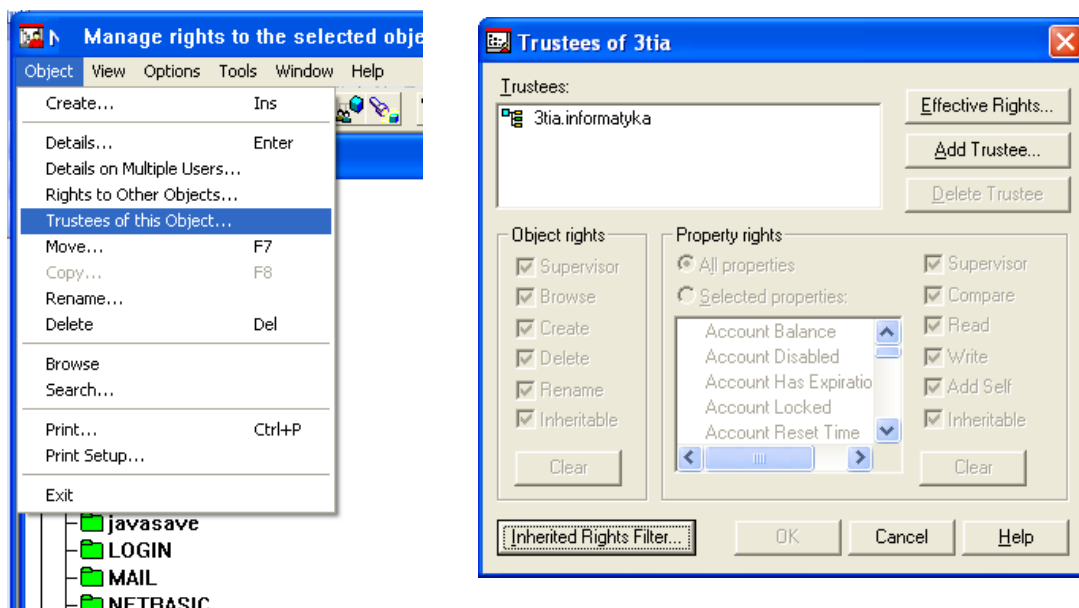 Manage rights to the selected obje
Object View Options Tools Window Help
Create... Ins
Details... Enter
Details on Multiple Users...
Rights to Other Objects...
Trustees of this Object...
Move... F7
Copy... F8
Rename...
Delete Del
Browse
Search...
Print... Ctrl+P
Print Setup...
Exit
javasave
LOGIN
MAIL
NETBASIC
Trustees of 3tia
Trustees:
3tia.informatyka
Effective Rights...
Add Trustee...
Delete Trustee
Object rights
Supervisor
Browse
Create
Delete
Rename
Inheritable
Clear
Property rights
All properties
Selected properties:
Account Balance
Account Disabled
Account Has Expiratio
Account Locked
Account Reset Time
Supervisor
Compare
Read
Write
Add Self
Inheritable
Clear
Inherited Rights Filter...
OK
Cancel
Help